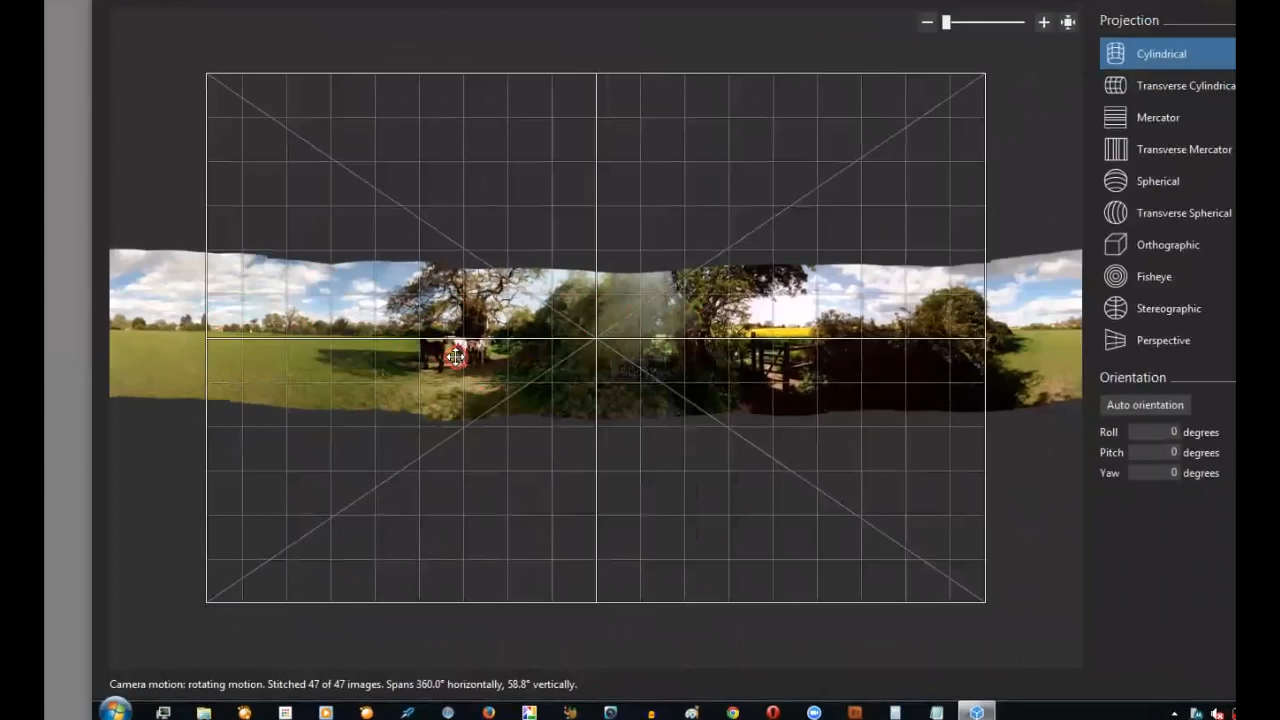 Projection
Cylindrical
Transverse Cylindrica
Mercator
Transverse Mercator
Spherical
Transverse Spherical
Orthographic
Fisheye
Stereographic
Perspective
Orientation
Auto orientation
Roll 0 degrees
Pitch 0 degrees
Yaw 0 degrees
Camera motion: rotating motion. Stitched 47 of 47 images. Spans 360.0° horizontally, 58.8° vertically.